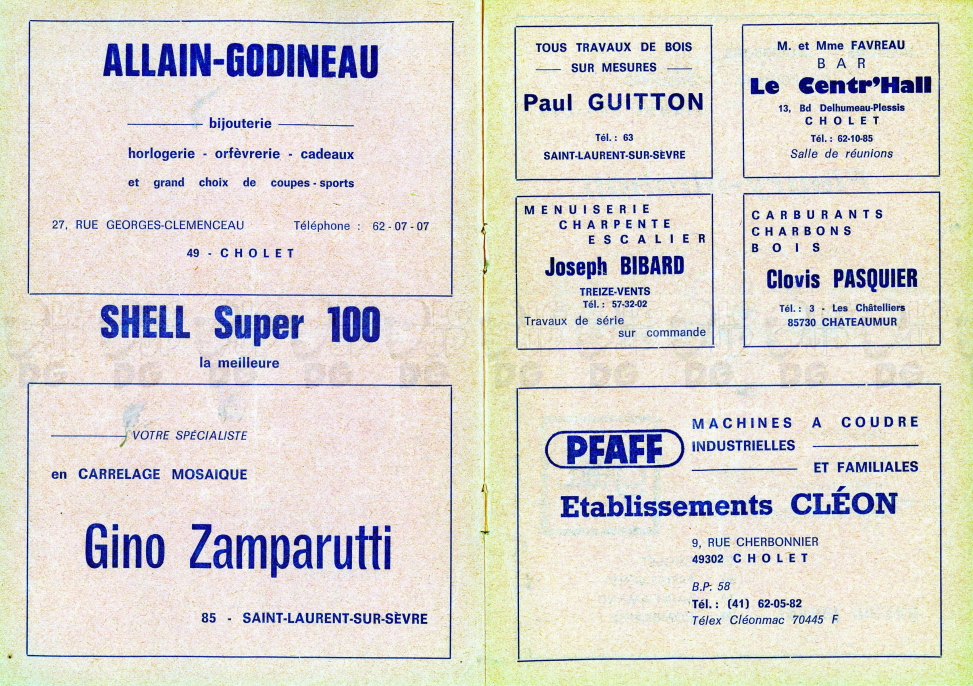 ALLAIN-GODINEAU
bijouterie
horlogerie - orfèvrerie - cadeaux
et grand choix de coupes - sports
27, RUE GEORGES-CLEMENCEAU Téléphone : 62 - 07 - 07
49 - CHOLET
SHELL Super 100
la meilleure
VOTRE SPÉCIALISTE
en CARRELAGE MOSAIQUE
Gino Zamparutti
85 - SAINT-LAURENT-SUR-SÈVRE
TOUS TRAVAUX DE BOIS
SUR MESURES
Paul GUITTON
Tél. : 63
SAINT-LAURENT-SUR-SÈVRE
M. et Mme FAVREAU
BAR
Le Centr'Hall
13, Bd Delhumeau-Plessis
CHOLET
Tél. : 62-10-85
Salle de réunions
MENUISERIE
CHARPENTE
ESCALIER
Joseph BIBARD
TREIZE-VENTS
Tél. : 57-32-02
Travaux de série
sur commande
CARBURANTS
CHARBONS
BOIS
Clovis PASQUIER
Tél. : 3 - Les Châtelliers
85730 CHATEAUMUR
PFAFF
MACHINES A COUDRE
INDUSTRIELLES
ET FAMILIALES
Etablissements CLÉON
9, RUE CHERBONNIER
49302 CHOLET
B.P. 58
Tél. : (41) 62-05-82
Télex Cléonmac 70445 F